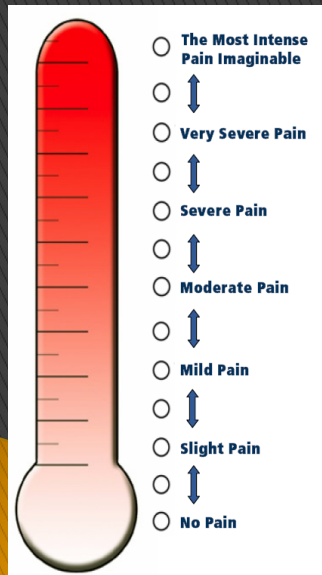 The Most Intense
Pain Imaginable
Very Severe Pain
Severe Pain
Moderate Pain
Mild Pain
Slight Pain
No Pain